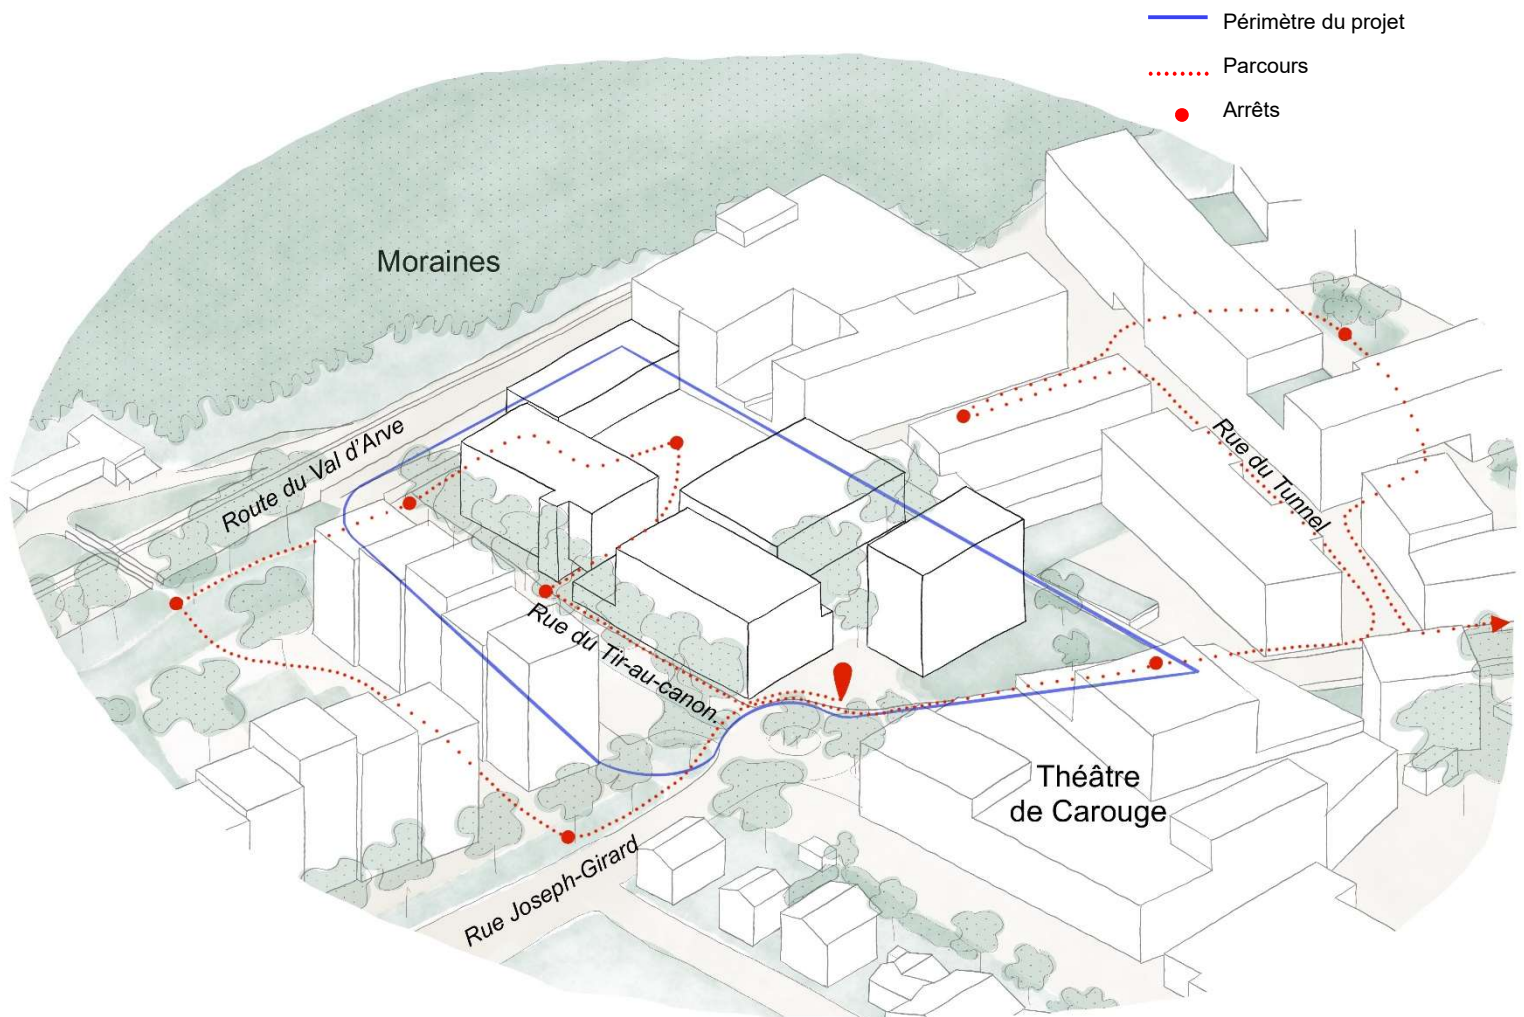 Périmètre du projet
Parcours
Arrêts
Moraines
Route du Val d'Arve
Rue du Tunnel
Rue du Tir-au-canon.
Théâtre
de Carouge
Rue Joseph-Girard